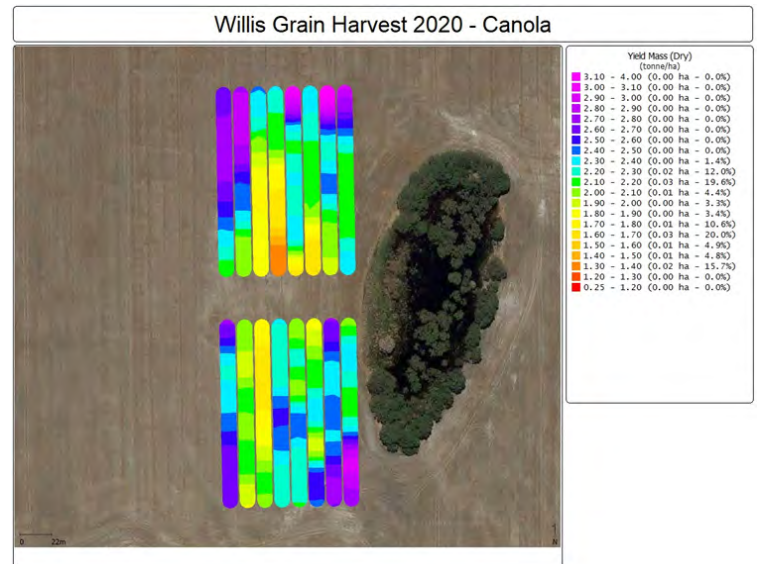 Willis Grain Harvest 2020 - Canola
Yield Mass (Dry)
(tonne/ha)
3.10 - 4.00 (0.00 ha - 0.0%)
3.00 - 3.10 (0.00 ha - 0.0%)
2.90 - 3.00 (0.00 ha - 0.0%)
2.80 - 2.90 (0.00 ha - 0.0%)
2.70 - 2.80 (0.00 ha - 0.0%)
2.60 - 2.70 (0.00 ha - 0.0%)
2.50 - 2.60 (0.00 ha - 0.0%)
2.40 - 2.50 (0.00 ha - 0.0%)
2.30 - 2.40 (0.00 ha - 1.4%)
2.20 - 2.30 (0.02 ha - 12.0%)
2.10 - 2.20 (0.03 ha - 19.6%)
2.00 - 2.10 (0.01 ha - 4.4%)
1.90 - 2.00 (0.00 ha - 3.3%)
1.80 - 1.90 (0.00 ha - 3.4%)
1.70 - 1.80 (0.01 ha - 10.6%)
1.60 - 1.70 (0.03 ha - 20.0%)
1.50 - 1.60 (0.01 ha - 4.9%)
1.40 - 1.50 (0.01 ha - 4.8%)
1.30 - 1.40 (0.02 ha - 15.7%)
1.20 - 1.30 (0.00 ha - 0.0%)
0.25 - 1.20 (0.00 ha - 0.0%)
0 22m
N